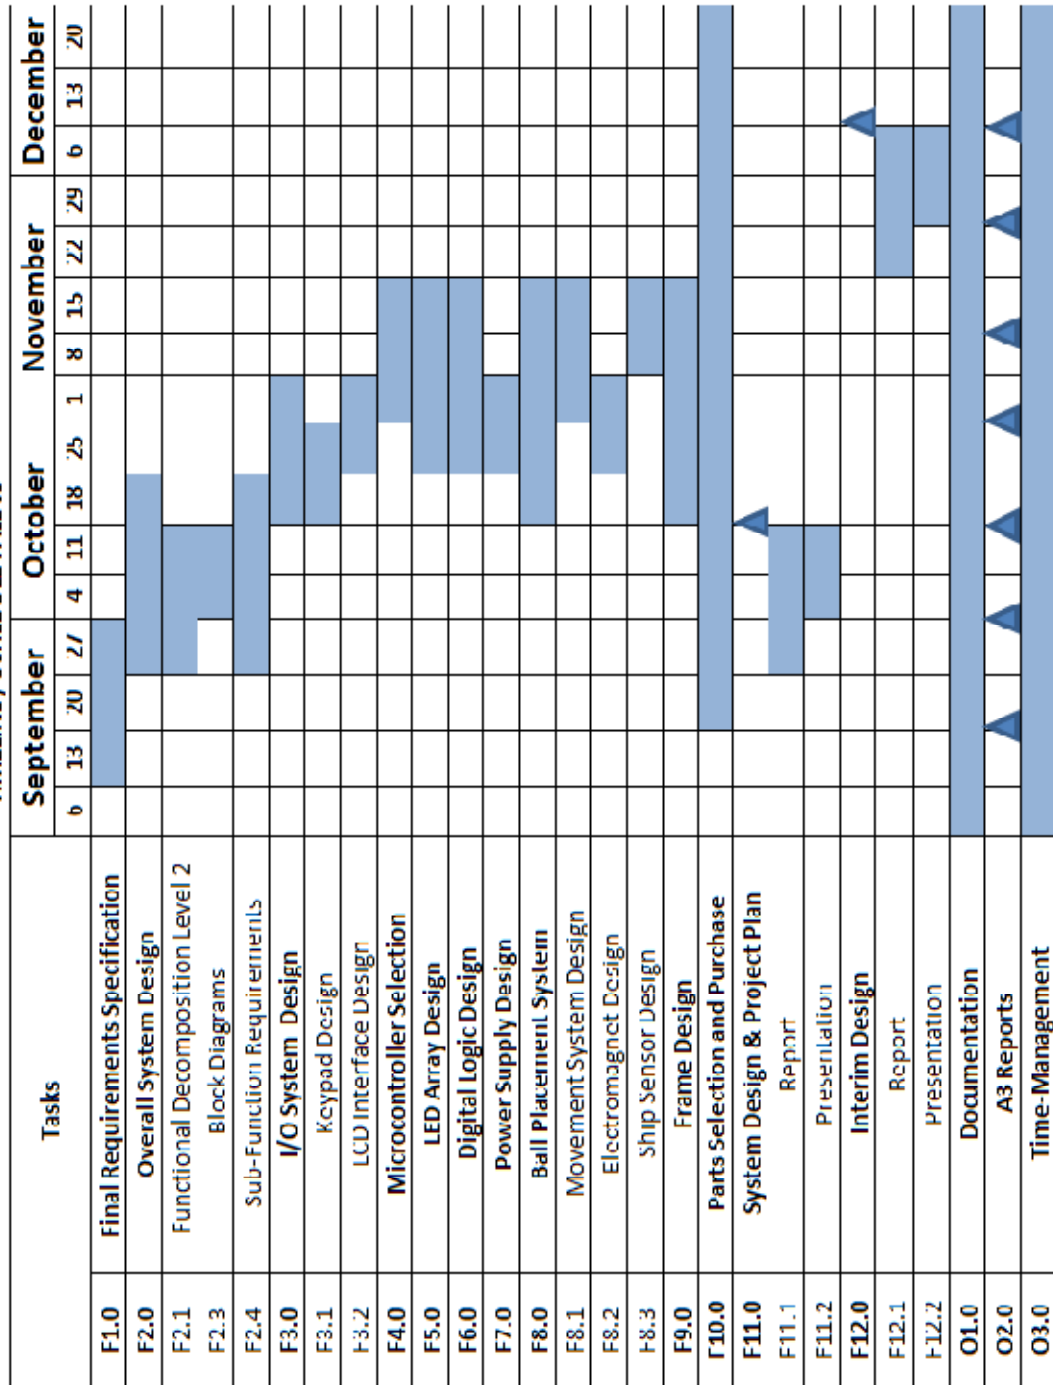 Tasks
September October November December
6 13 20 27 4 11 18 25 1 8 15 22 29 6 13 20
F1.0 Final Requirements Specification
F2.0 Overall System Design
F2.1 Functional Decomposition Level 2
F2.3 Block Diagrams
F2.4 Sub-Function Requirements
F3.0 I/O System Design
F3.1 Keypad Design
F3.2 LCD Interface Design
F4.0 Microcontroller Selection
F5.0 LED Array Design
F6.0 Digital Logic Design
F7.0 Power Supply Design
F8.0 Ball Placement System
F8.1 Movement System Design
F8.2 Electromagnet Design
F8.3 Ship Sensor Design
F9.0 Frame Design
F10.0 Parts Selection and Purchase
F11.0 System Design & Project Plan
F11.1 Report
F11.2 Presentation
F12.0 Interim Design
F12.1 Report
F12.2 Presentation
O1.0 Documentation
O2.0 A3 Reports
O3.0 Time-Management